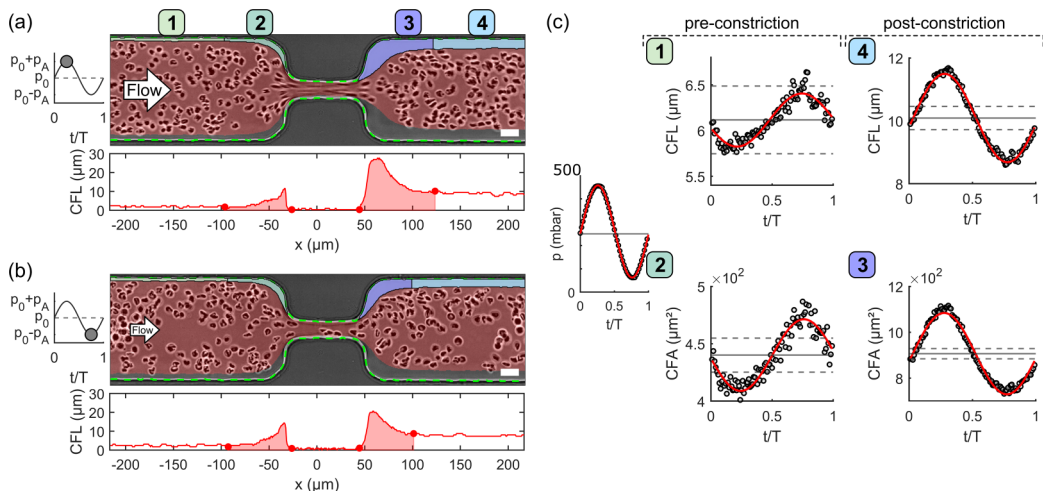 (a)
1 2 3 4
p₀+pA
p₀
p₀−pA
0 1
t/T
Flow
CFL (μm)
30
20
10
0
-200 -150 -100 -50 0 50 100 150 200
x (μm)
(b)
p₀+pA
p₀
p₀−pA
0 1
t/T
Flow
CFL (μm)
30
20
10
0
-200 -150 -100 -50 0 50 100 150 200
x (μm)
(c)
pre-constriction post-constriction
500
p (mbar)
0
0 0.5 1
t/T
1
6.5
6
5.5
CFL (μm)
0 0.5 1
t/T
4
12
10
8
CFL (μm)
0 0.5 1
t/T
2
×10²
5
4.5
4
CFA (μm²)
0 0.5 1
t/T
3
×10²
12
10
8
CFA (μm²)
0 0.5 1
t/T